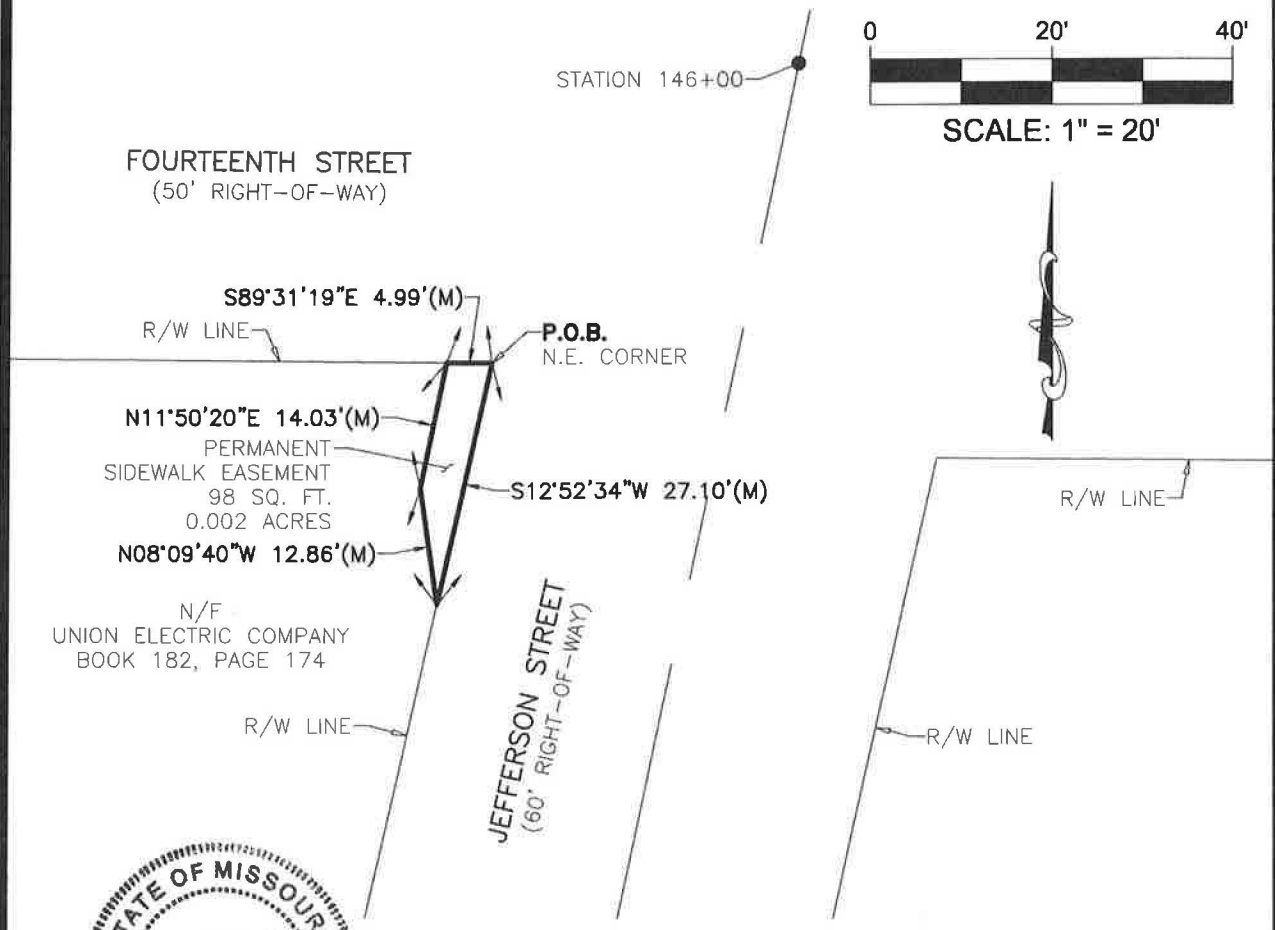 0 20' 40'
SCALE: 1" = 20'
STATION 146+00
FOURTEENTH STREET
(50' RIGHT-OF-WAY)
S89°31'19"E 4.99'(M)
R/W LINE
P.O.B.
N.E. CORNER
N11°50'20"E 14.03'(M)
PERMANENT
SIDEWALK EASEMENT
98 SQ. FT.
0.002 ACRES
S12°52'34"W 27.10'(M)
R/W LINE
N08°09'40"W 12.86'(M)
N/F
UNION ELECTRIC COMPANY
BOOK 182, PAGE 174
R/W LINE
JEFFERSON STREET
(60' RIGHT-OF-WAY)
R/W LINE
STATE OF MISSOUR